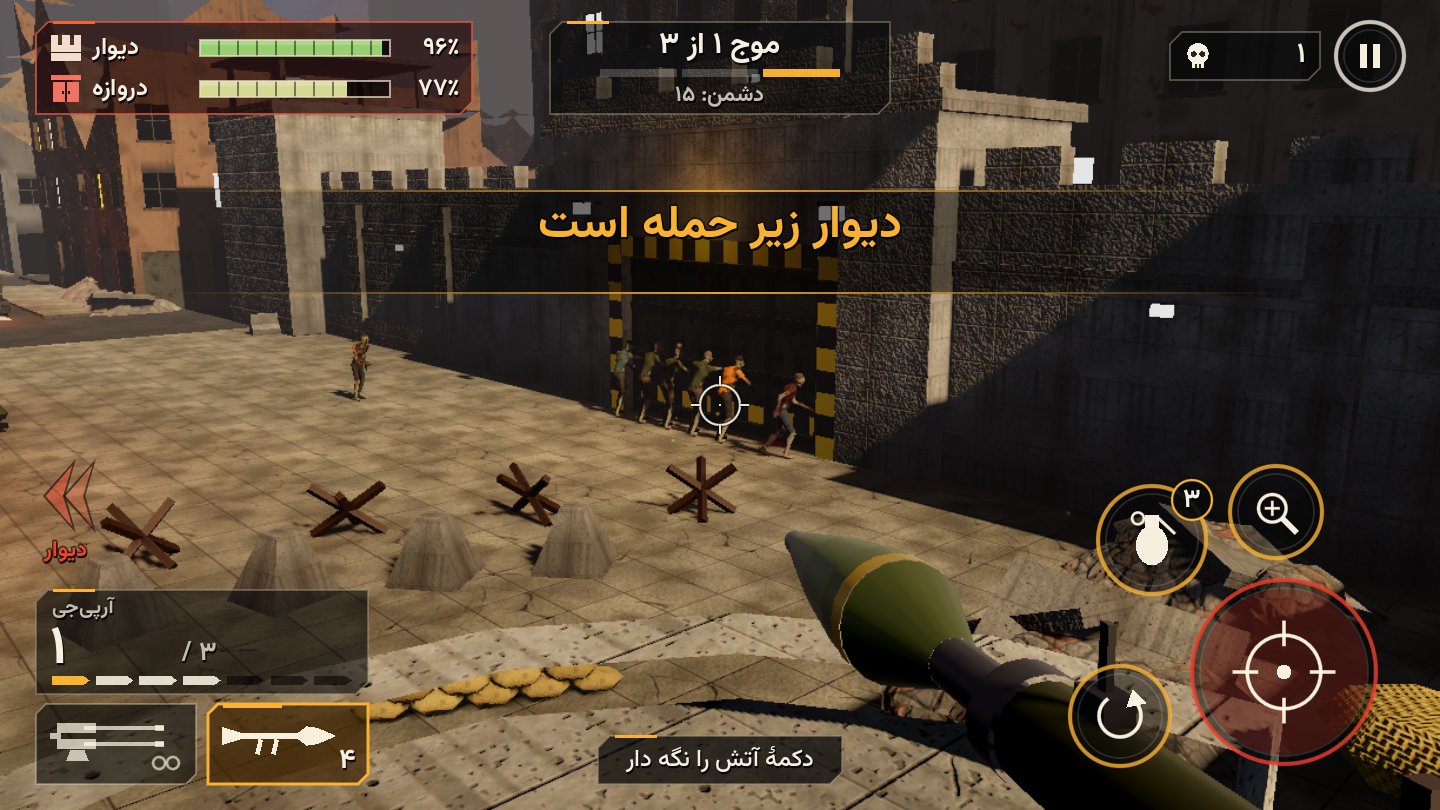 دیوار ۹۶٪
دروازه ۷۷٪
موج ۱ از ۳
دشمن: ۱۵
۱
دیوار زیر حمله است
۳
دیوار
آرپی‌جی
۱ / ۳
∞
۴
دکمهٔ آتش را نگه دار